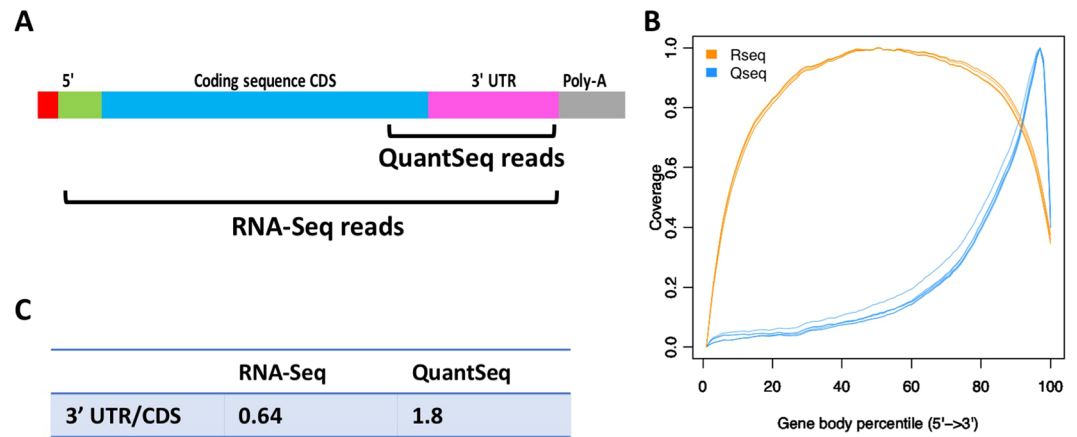 A
5'
Coding sequence CDS
3' UTR
Poly-A
QuantSeq reads
RNA-Seq reads
B
Rseq
Qseq
Coverage
1.0
0.8
0.6
0.4
0.2
0.0
0 20 40 60 80 100
Gene body percentile (5'->3')
C
RNA-Seq QuantSeq
3’ UTR/CDS 0.64 1.8